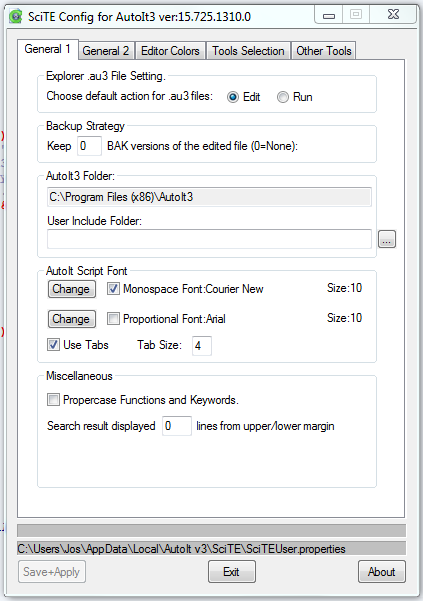 SciTE Config for AutoIt3 ver:15.725.1310.0
General 1 General 2 Editor Colors Tools Selection Other Tools
Explorer .au3 File Setting.
Choose default action for .au3 files: Edit Run
Backup Strategy
Keep 0 BAK versions of the edited file (0=None):
AutoIt3 Folder:
C:\Program Files (x86)\AutoIt3
User Include Folder:
...
AutoIt Script Font
Change Monospace Font:Courier New Size:10
Change Proportional Font:Arial Size:10
Use Tabs Tab Size: 4
Miscellaneous
Propercase Functions and Keywords.
Search result displayed 0 lines from upper/lower margin
C:\Users\Jos\AppData\Local\AutoIt v3\SciTE\SciTEUser.properties
Save+Apply Exit About